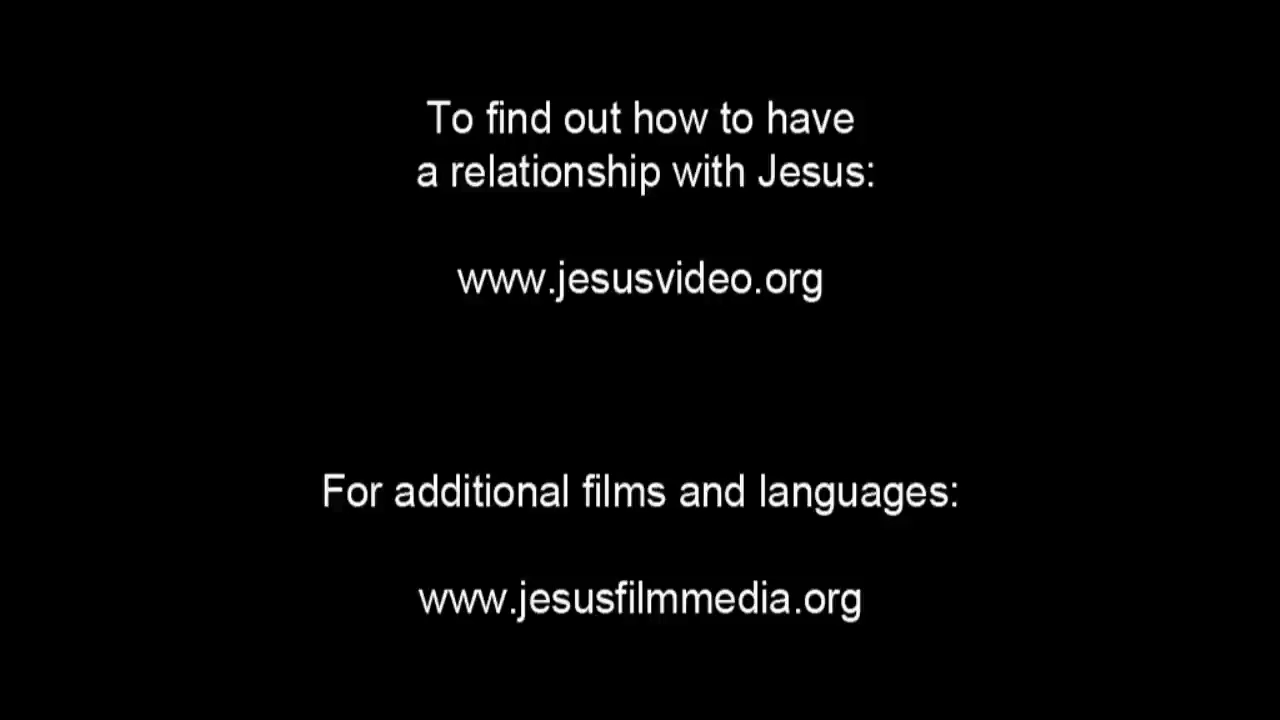 To find out how to have
a relationship with Jesus:
www.jesusvideo.org
For additional films and languages:
www.jesusfilmmedia.org